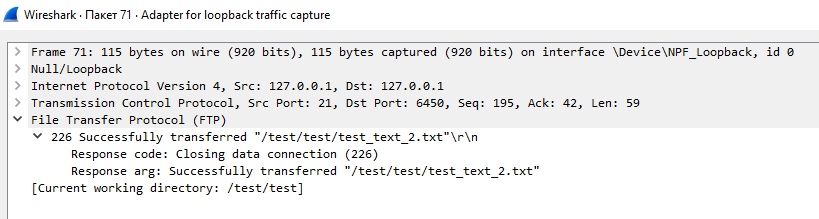 Wireshark · Пакет 71 · Adapter for loopback traffic capture
Frame 71: 115 bytes on wire (920 bits), 115 bytes captured (920 bits) on interface \Device\NPF_Loopback, id 0
Null/Loopback
Internet Protocol Version 4, Src: 127.0.0.1, Dst: 127.0.0.1
Transmission Control Protocol, Src Port: 21, Dst Port: 6450, Seq: 195, Ack: 42, Len: 59
File Transfer Protocol (FTP)
226 Successfully transferred "/test/test/test_text_2.txt"\r\n
Response code: Closing data connection (226)
Response arg: Successfully transferred "/test/test/test_text_2.txt"
[Current working directory: /test/test]